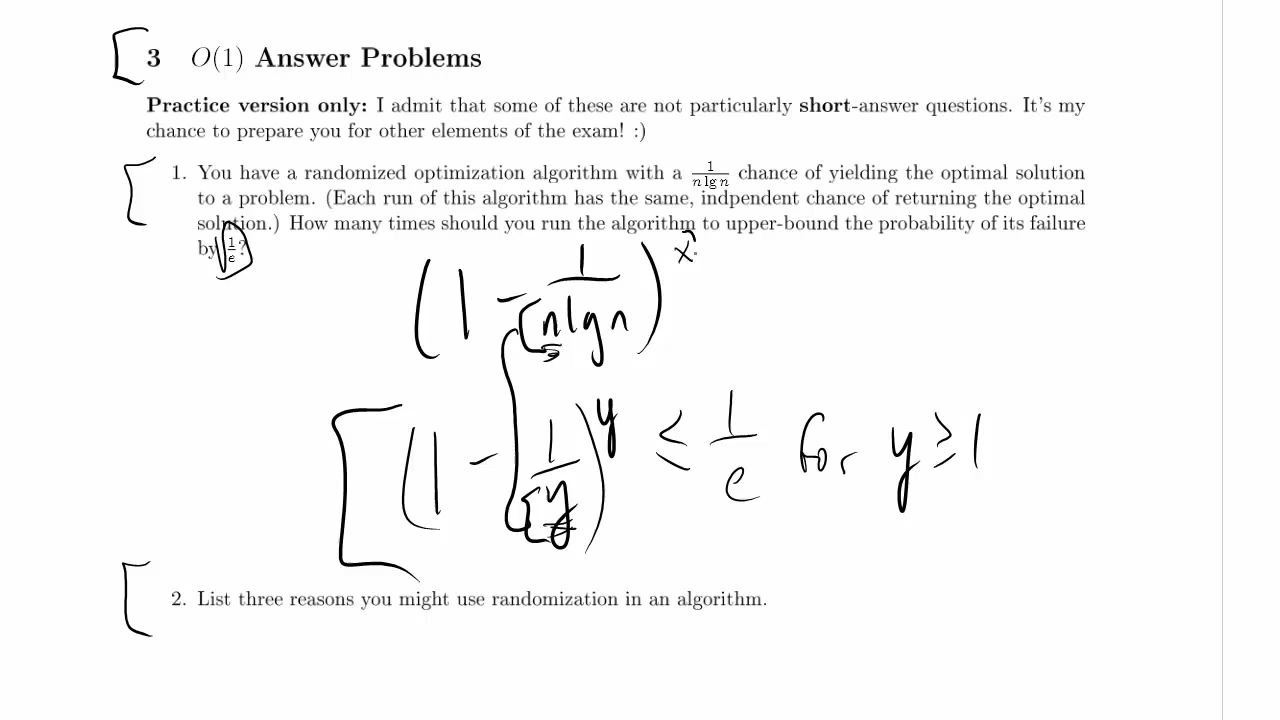 3 O(1) Answer Problems
Practice version only: I admit that some of these are not particularly short-answer questions. It's my
chance to prepare you for other elements of the exam! :)
1. You have a randomized optimization algorithm with a 1/(n lg n) chance of yielding the optimal solution
to a problem. (Each run of this algorithm has the same, indpendent chance of returning the optimal
solution.) How many times should you run the algorithm to upper-bound the probability of its failure
by 1/e?
(1 - 1/(n lg n))^x
(1 - 1/y)^y ≤ 1/e for y ≥ 1
2. List three reasons you might use randomization in an algorithm.